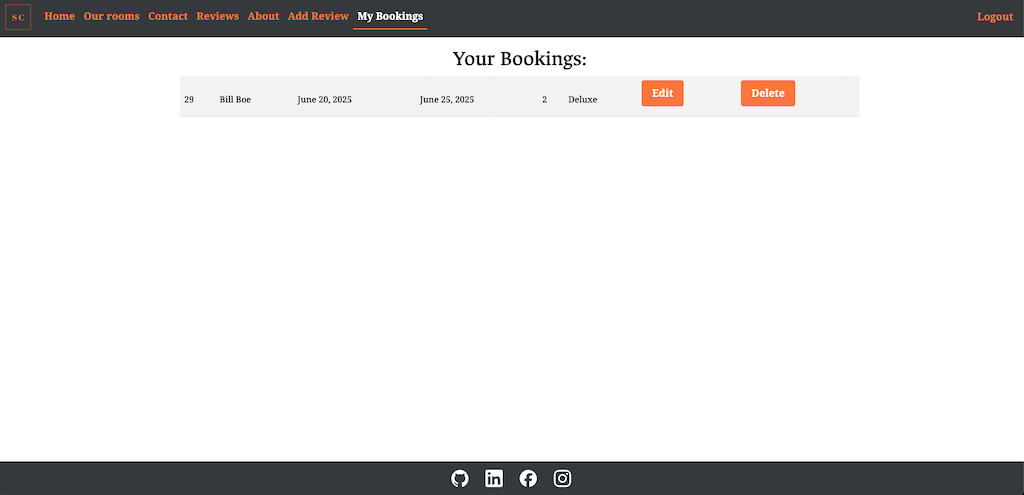 SC Home Our rooms Contact Reviews About Add Review My Bookings Logout
Your Bookings:
29 Bill Boe June 20, 2025 June 25, 2025 2 Deluxe Edit Delete
in